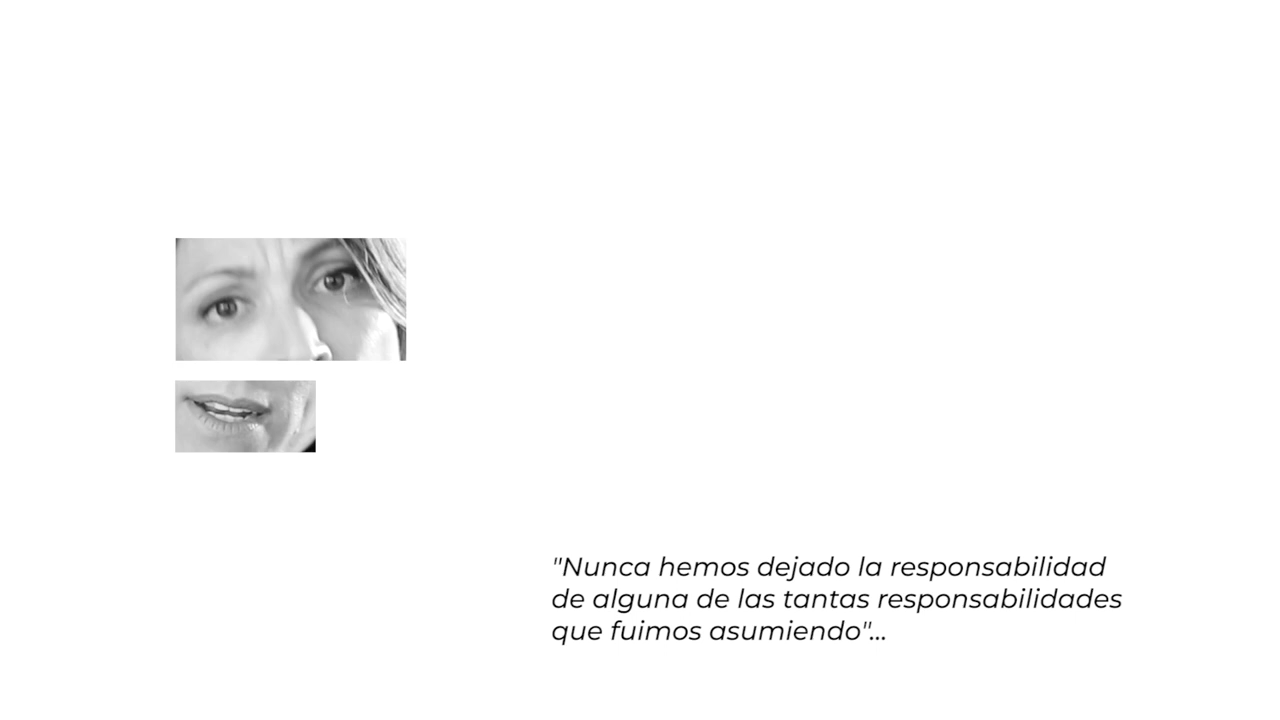 "Nunca hemos dejado la responsabilidad
de alguna de las tantas responsabilidades
que fuimos asumiendo"...